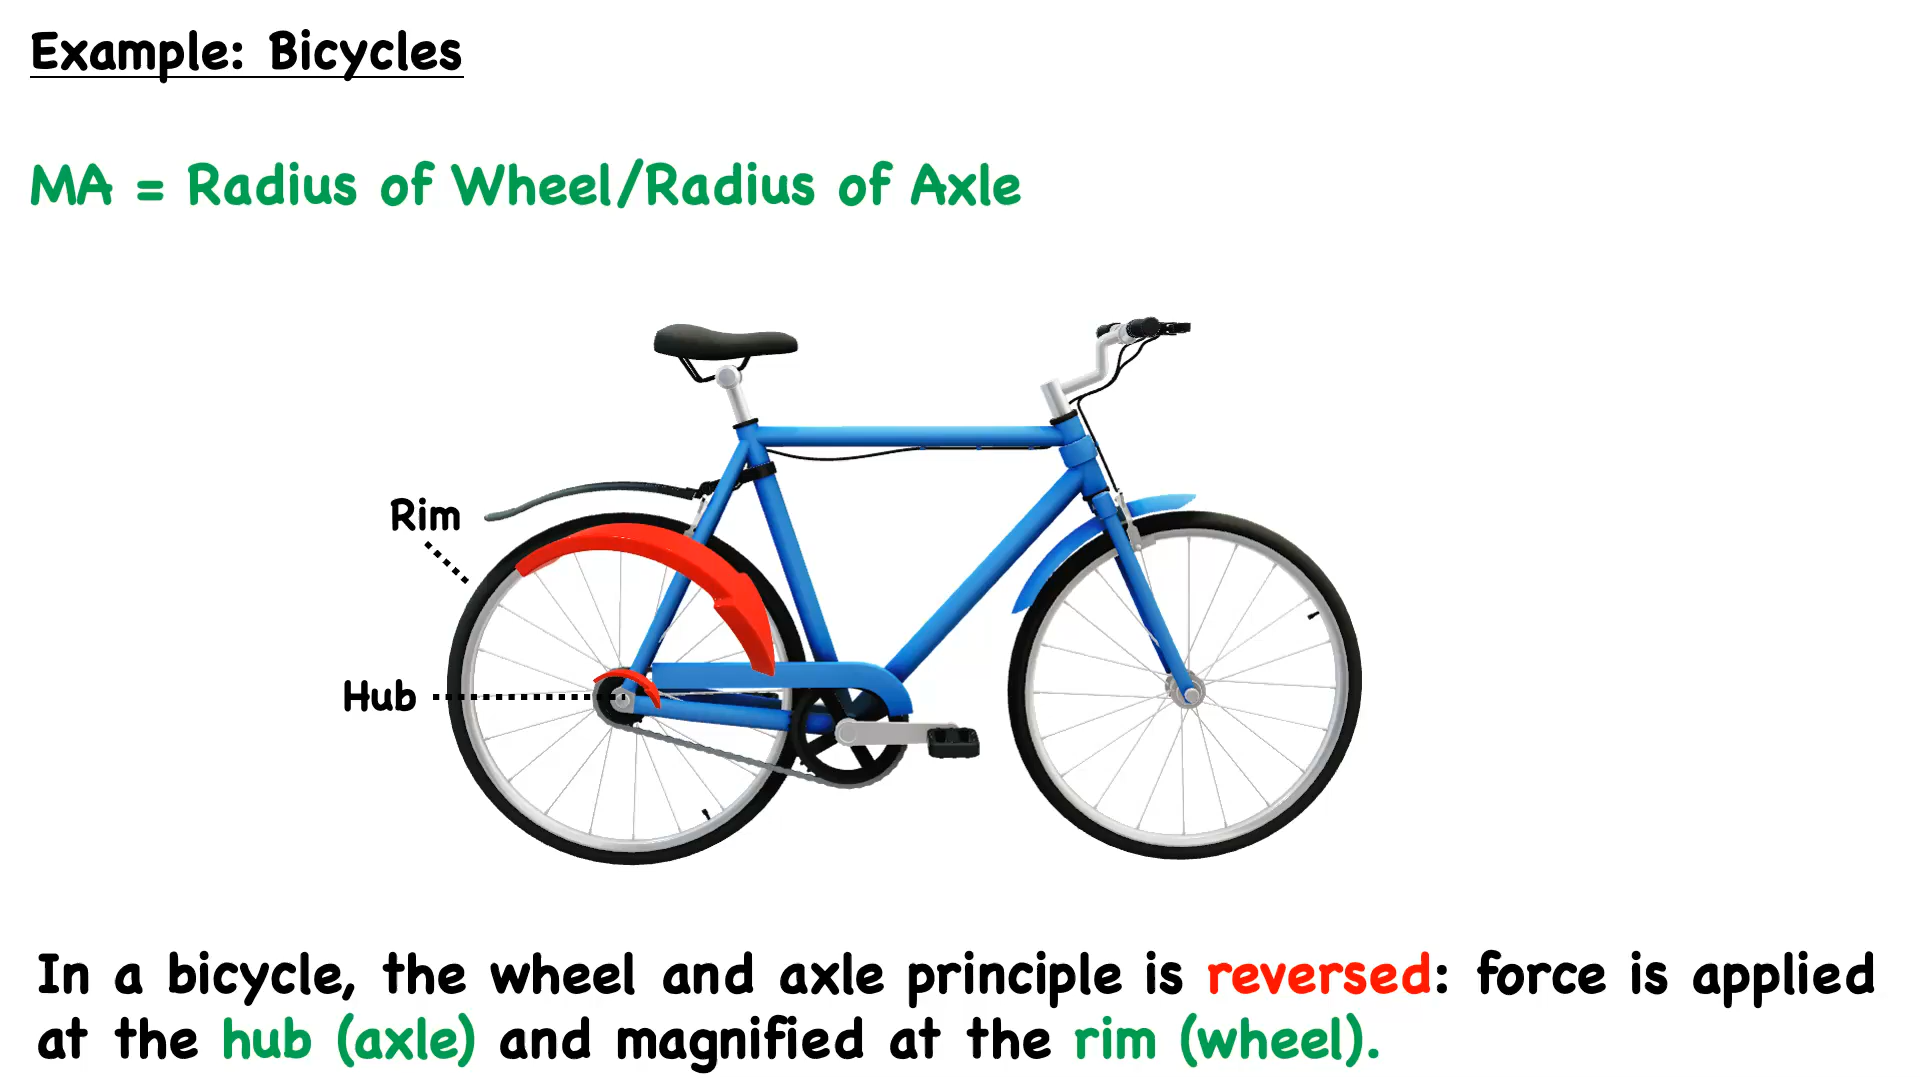 Example: Bicycles
MA = Radius of Wheel/Radius of Axle
Rim
Hub
In a bicycle, the wheel and axle principle is reversed: force is applied
at the hub (axle) and magnified at the rim (wheel).